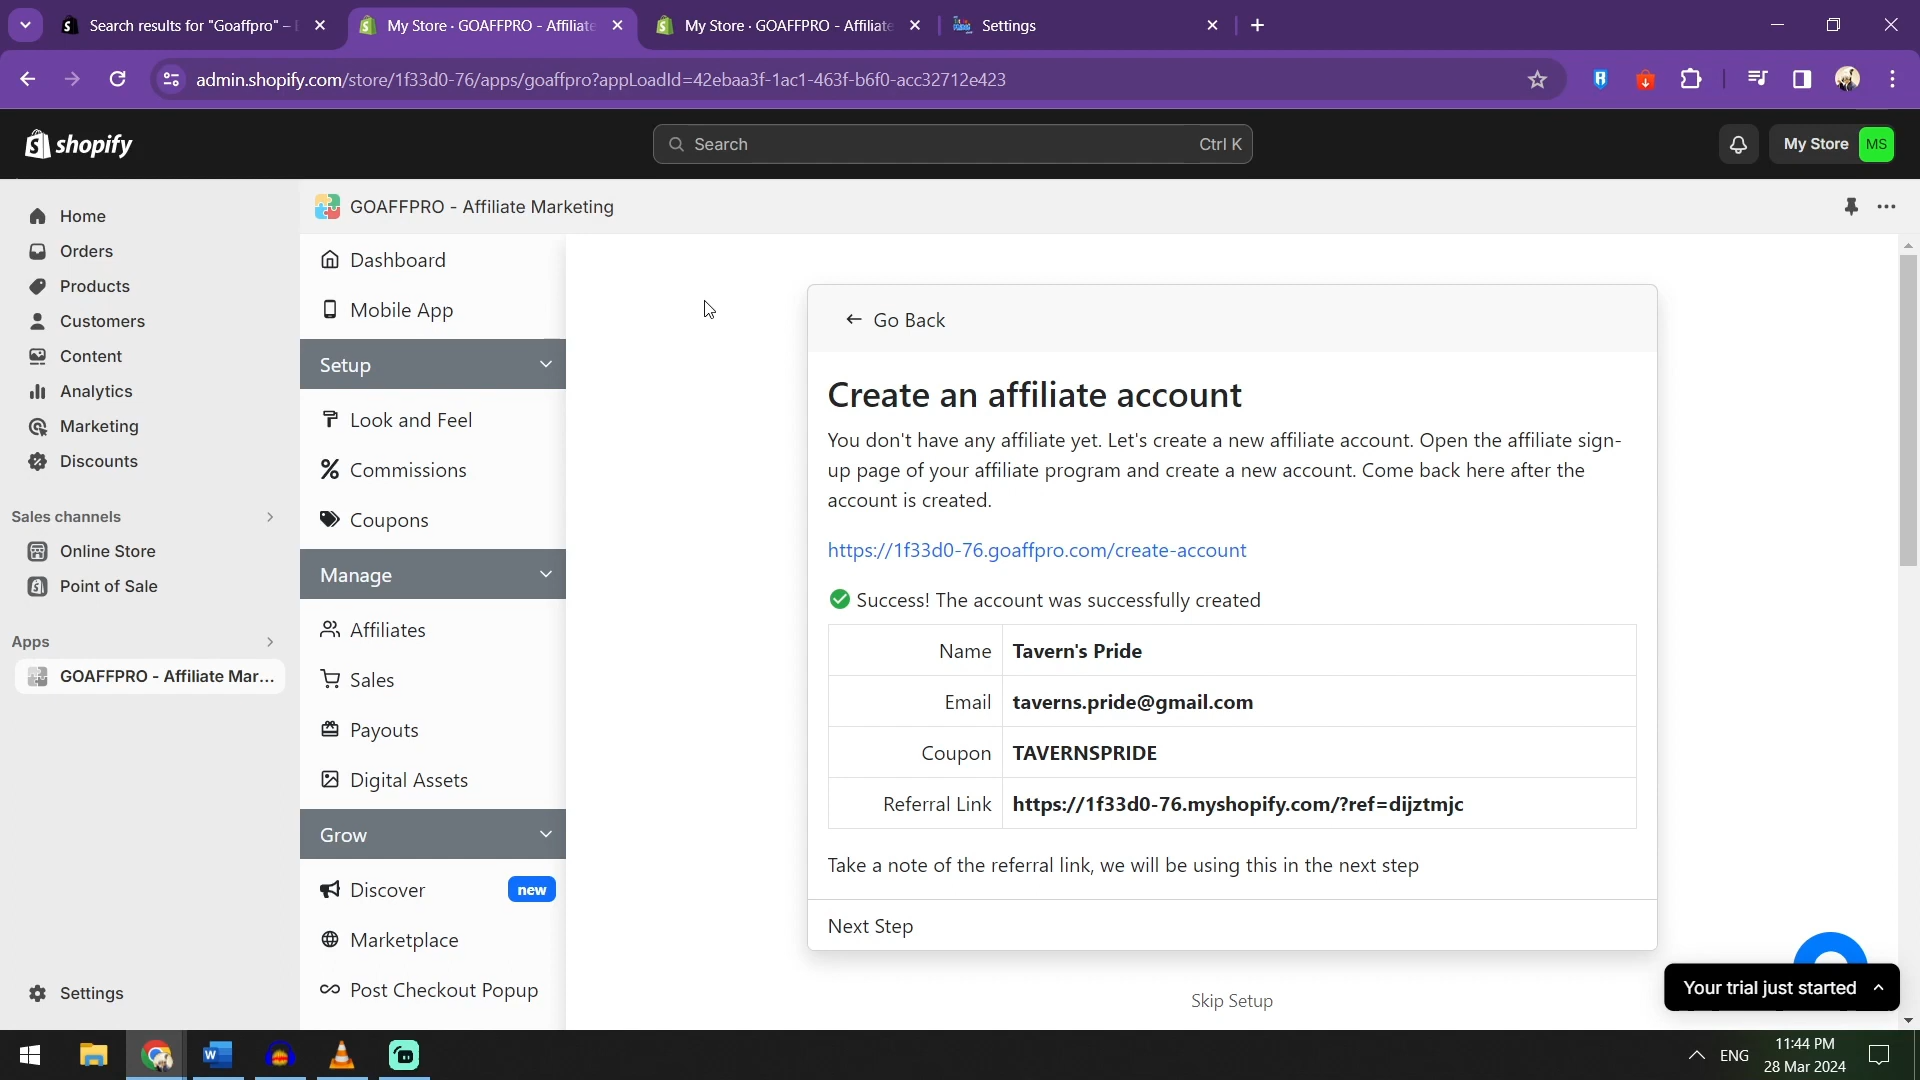 Search results for "Goaffpro" –
My Store · GOAFFPRO - Affiliate
My Store · GOAFFPRO - Affiliate
Settings
admin.shopify.com/store/1f33d0-76/apps/goaffpro?appLoadId=42ebaa3f-1ac1-463f-b6f0-acc32712e423
shopify
Search
Ctrl K
My Store
MS
Home
Orders
Products
Customers
Content
Analytics
Marketing
Discounts
Sales channels
Online Store
Point of Sale
Apps
GOAFFPRO - Affiliate Mar...
Settings
GOAFFPRO - Affiliate Marketing
Dashboard
Mobile App
Setup
Look and Feel
Commissions
Coupons
Manage
Affiliates
Sales
Payouts
Digital Assets
Grow
Discover
new
Marketplace
Post Checkout Popup
Go Back
Create an affiliate account
You don't have any affiliate yet. Let's create a new affiliate account. Open the affiliate sign-
up page of your affiliate program and create a new account. Come back here after the
account is created.
https://1f33d0-76.goaffpro.com/create-account
Success! The account was successfully created
Name Tavern's Pride
Email taverns.pride@gmail.com
Coupon TAVERNSPRIDE
Referral Link https://1f33d0-76.myshopify.com/?ref=dijztmjc
Take a note of the referral link, we will be using this in the next step
Next Step
Skip Setup
Your trial just started
ENG
11:44 PM
28 Mar 2024